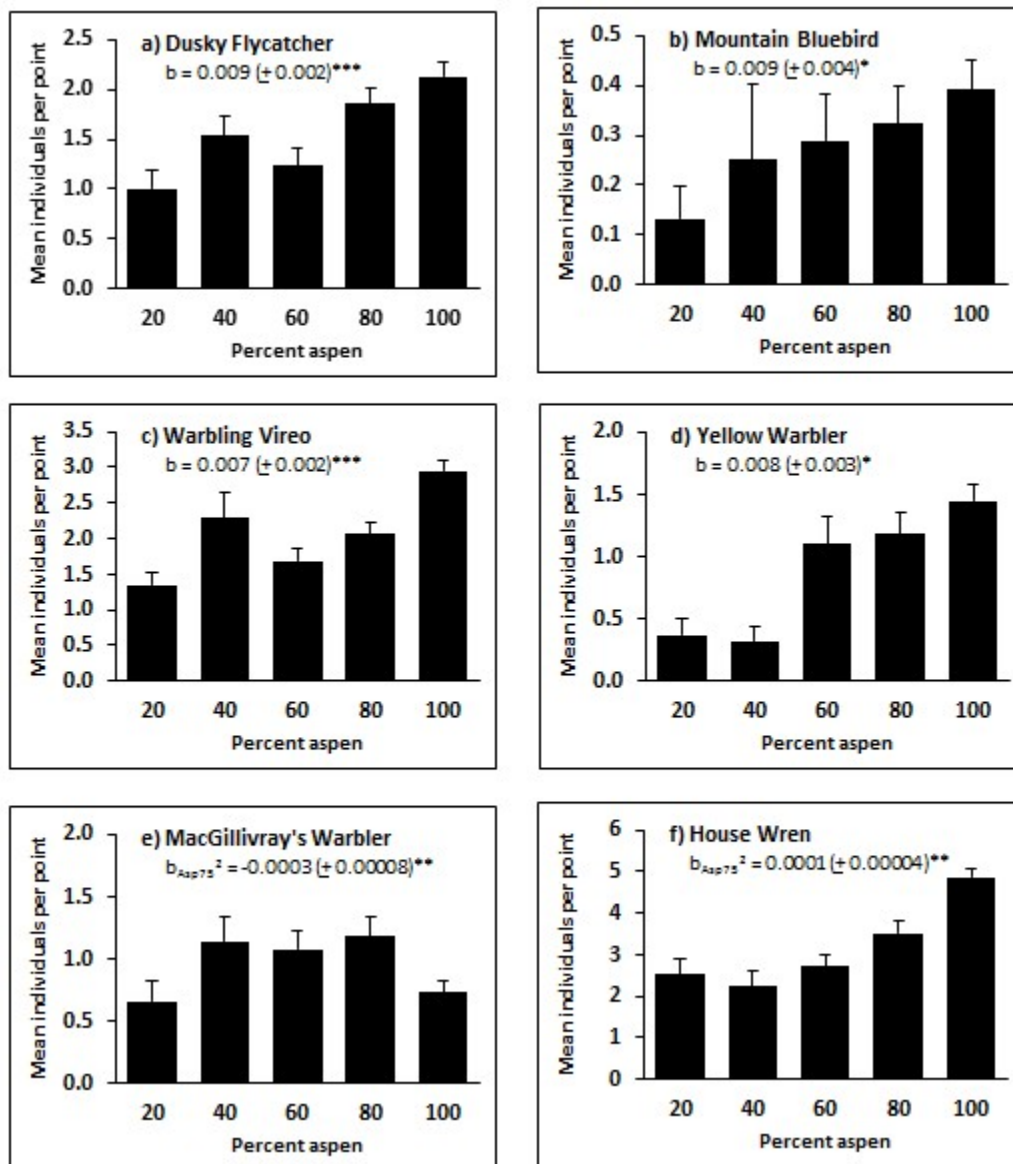 a) Dusky Flycatcher
b = 0.009 (± 0.002)***
Mean individuals per point
2.5
2.0
1.5
1.0
0.5
0.0
20 40 60 80 100
Percent aspen
b) Mountain Bluebird
b = 0.009 (± 0.004)*
Mean individuals per point
0.5
0.4
0.3
0.2
0.1
0.0
20 40 60 80 100
Percent aspen
c) Warbling Vireo
b = 0.007 (± 0.002)***
Mean individuals per point
3.5
3.0
2.5
2.0
1.5
1.0
0.5
0.0
20 40 60 80 100
Percent aspen
d) Yellow Warbler
b = 0.008 (± 0.003)*
Mean individuals per point
2.0
1.5
1.0
0.5
0.0
20 40 60 80 100
Percent aspen
e) MacGillivray's Warbler
b Asp75² = -0.0003 (± 0.00008)**
Mean individuals per point
2.0
1.5
1.0
0.5
0.0
20 40 60 80 100
Percent aspen
f) House Wren
b Asp75² = 0.0001 (± 0.00004)**
Mean individuals per point
6
5
4
3
2
1
0
20 40 60 80 100
Percent aspen